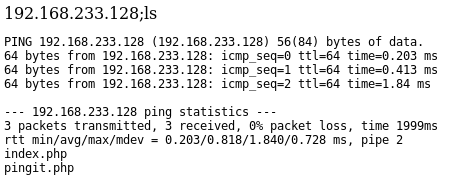 192.168.233.128;ls
PING 192.168.233.128 (192.168.233.128) 56(84) bytes of data.
64 bytes from 192.168.233.128: icmp_seq=0 ttl=64 time=0.203 ms
64 bytes from 192.168.233.128: icmp_seq=1 ttl=64 time=0.413 ms
64 bytes from 192.168.233.128: icmp_seq=2 ttl=64 time=1.84 ms
--- 192.168.233.128 ping statistics ---
3 packets transmitted, 3 received, 0% packet loss, time 1999ms
rtt min/avg/max/mdev = 0.203/0.818/1.840/0.728 ms, pipe 2
index.php
pingit.php